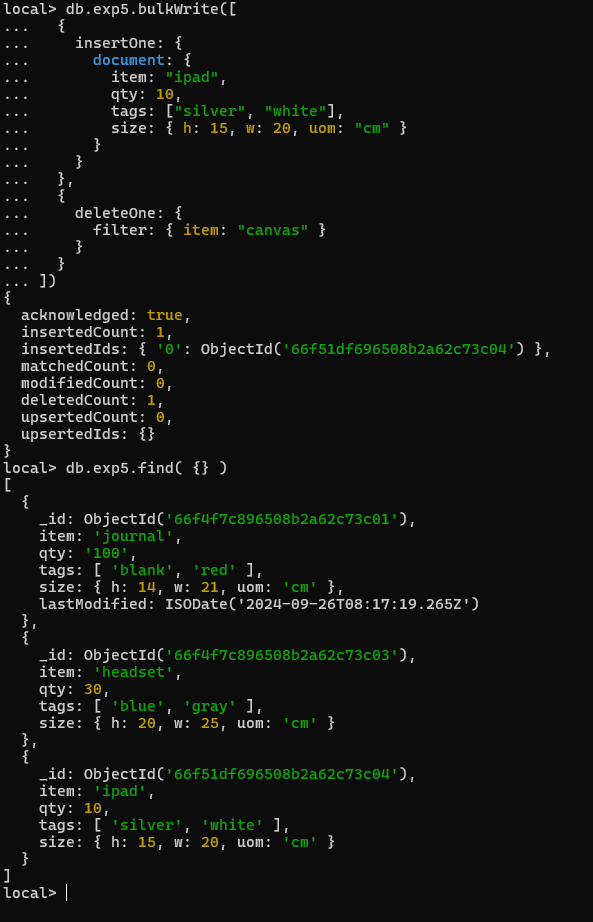 local> db.exp5.bulkWrite([
...   {
...     insertOne: {
...       document: {
...         item: "ipad",
...         qty: 10,
...         tags: ["silver", "white"],
...         size: { h: 15, w: 20, uom: "cm" }
...       }
...     }
...   },
...   {
...     deleteOne: {
...       filter: { item: "canvas" }
...     }
...   }
... ])
{
  acknowledged: true,
  insertedCount: 1,
  insertedIds: { '0': ObjectId('66f51df696508b2a62c73c04') },
  matchedCount: 0,
  modifiedCount: 0,
  deletedCount: 1,
  upsertedCount: 0,
  upsertedIds: {}
}
local> db.exp5.find( {} )
[
  {
    _id: ObjectId('66f4f7c896508b2a62c73c01'),
    item: 'journal',
    qty: '100',
    tags: [ 'blank', 'red' ],
    size: { h: 14, w: 21, uom: 'cm' },
    lastModified: ISODate('2024-09-26T08:17:19.265Z')
  },
  {
    _id: ObjectId('66f4f7c896508b2a62c73c03'),
    item: 'headset',
    qty: 30,
    tags: [ 'blue', 'gray' ],
    size: { h: 20, w: 25, uom: 'cm' }
  },
  {
    _id: ObjectId('66f51df696508b2a62c73c04'),
    item: 'ipad',
    qty: 10,
    tags: [ 'silver', 'white' ],
    size: { h: 15, w: 20, uom: 'cm' }
  }
]
local>